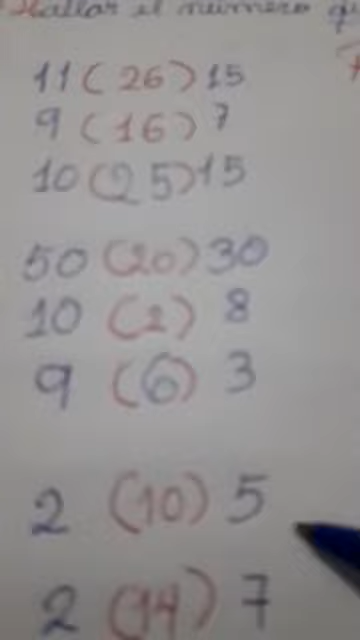 Hallar el número
11 (26) 15
9 (16) 7
10 (25) 15
50 (20) 30
10 (2) 8
9 (6) 3
2 (10) 5
2 (14) 7